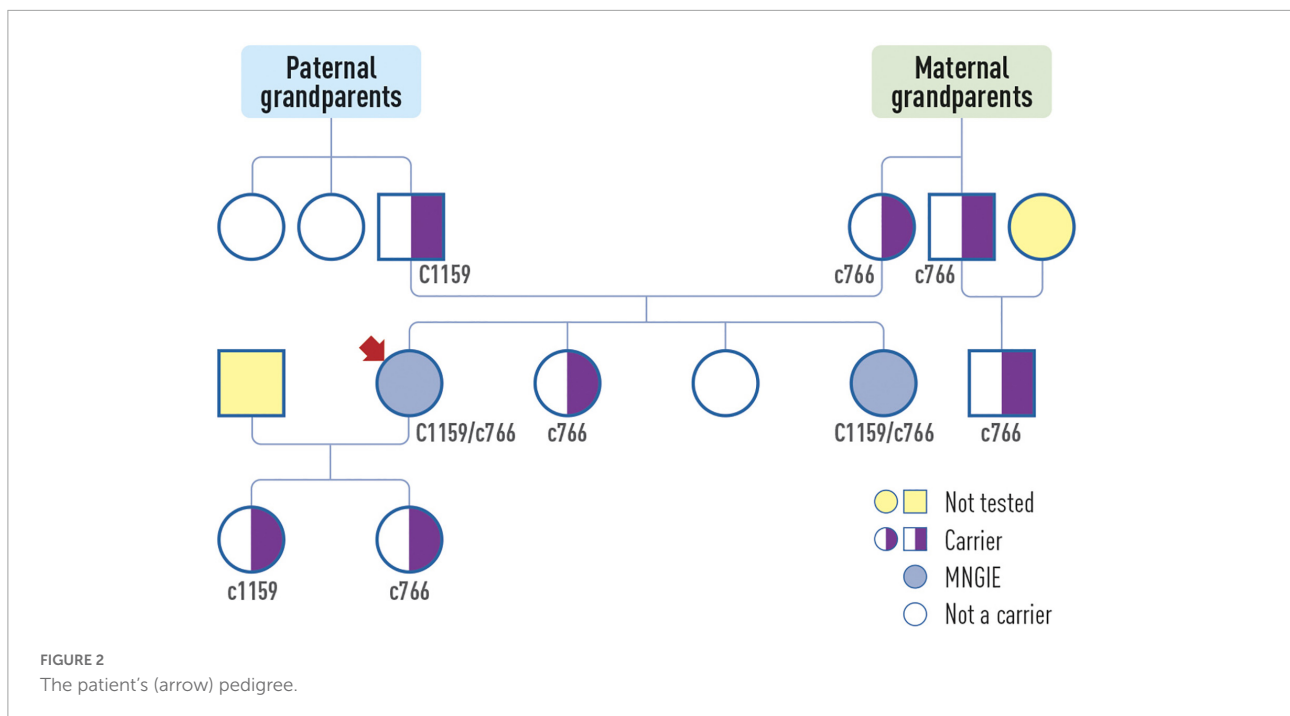 Paternal
grandparents
Maternal
grandparents
C1159
c766
c766
C1159/c766
c766
C1159/c766
c766
Not tested
Carrier
MNGIE
Not a carrier
c1159
c766
FIGURE 2
The patient's (arrow) pedigree.